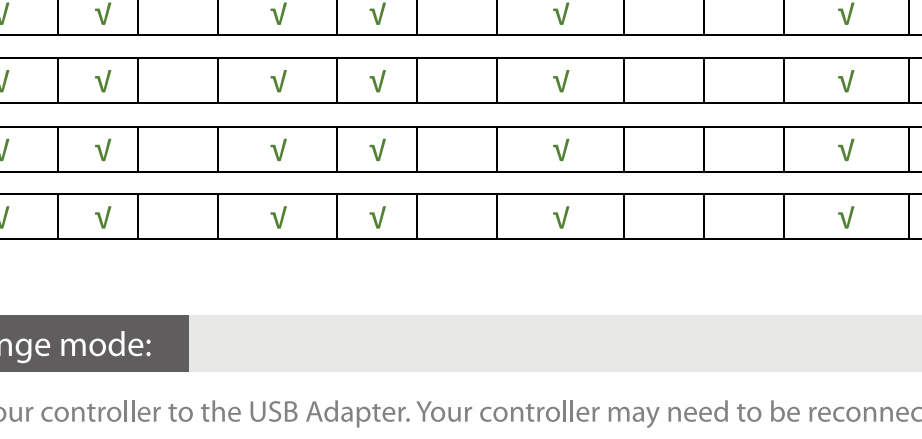 √ √ √ √ √ √
√ √ √ √ √ √
√ √ √ √ √ √
√ √ √ √ √ √
nge mode:
our controller to the USB Adapter. Your controller may need to be reconnec